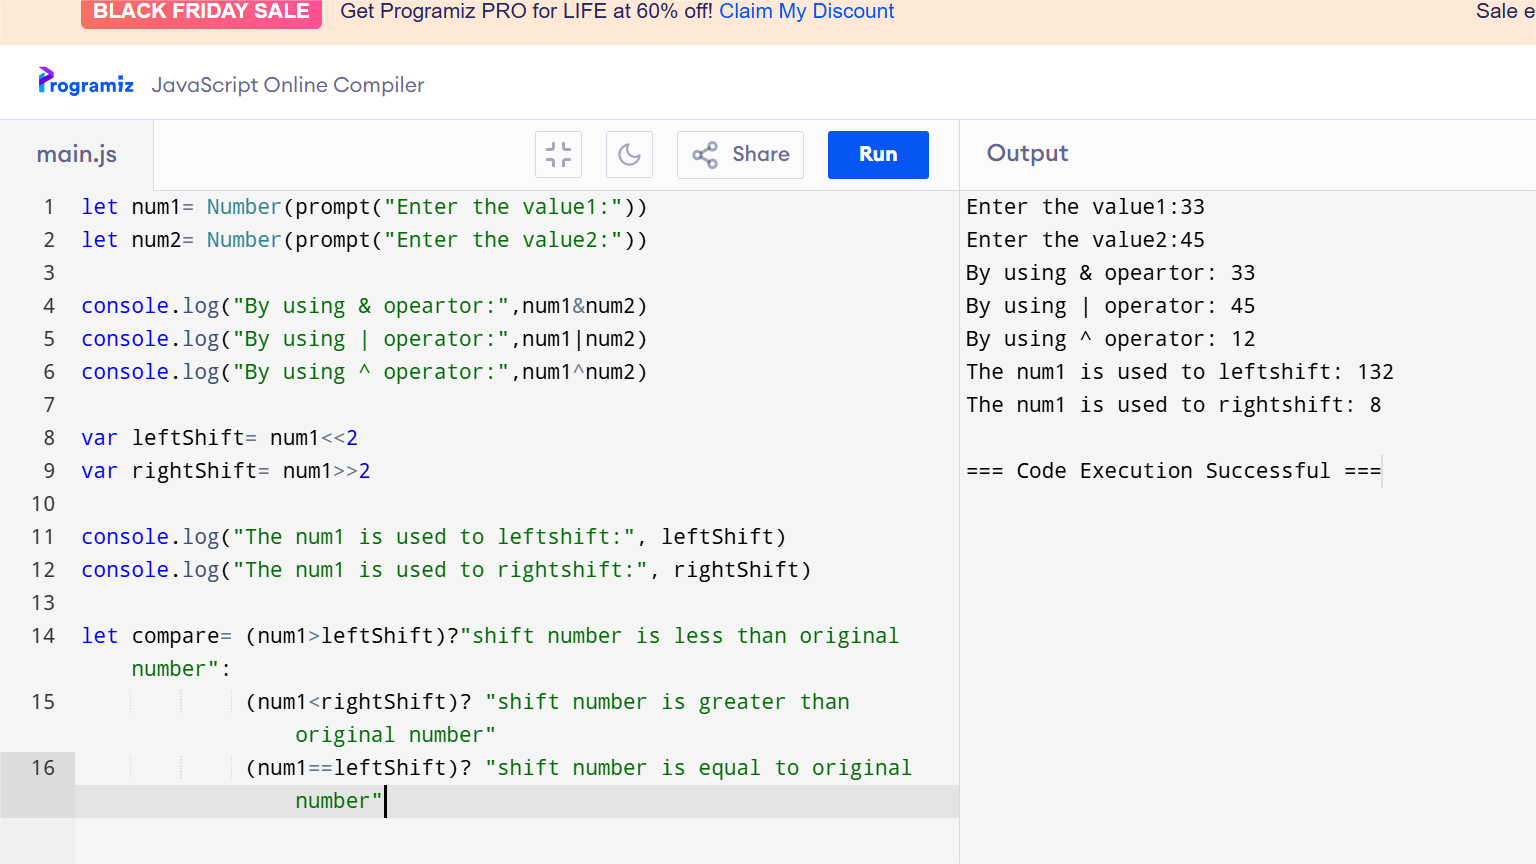 BLACK FRIDAY SALE Get Programiz PRO for LIFE at 60% off! Claim My Discount Sale e
Programiz JavaScript Online Compiler
main.js Share Run Output
1 let num1= Number(prompt("Enter the value1:"))
2 let num2= Number(prompt("Enter the value2:"))
3
4 console.log("By using & opeartor:",num1&num2)
5 console.log("By using | operator:",num1|num2)
6 console.log("By using ^ operator:",num1^num2)
7
8 var leftShift= num1<<2
9 var rightShift= num1>>2
10
11 console.log("The num1 is used to leftshift:", leftShift)
12 console.log("The num1 is used to rightshift:", rightShift)
13
14 let compare= (num1>leftShift)?"shift number is less than original
number":
15 (num1<rightShift)? "shift number is greater than
original number"
16 (num1==leftShift)? "shift number is equal to original
number"
Enter the value1:33
Enter the value2:45
By using & opeartor: 33
By using | operator: 45
By using ^ operator: 12
The num1 is used to leftshift: 132
The num1 is used to rightshift: 8
=== Code Execution Successful ===